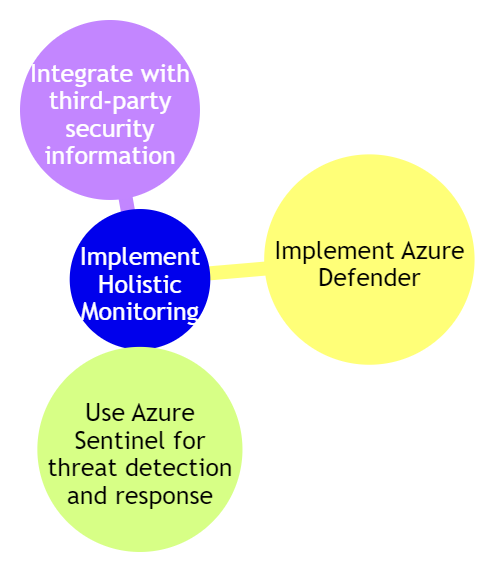 Integrate with
third-party
security
information
Implement
Holistic
Monitoring
Implement Azure
Defender
Use Azure
Sentinel for
threat detection
and response